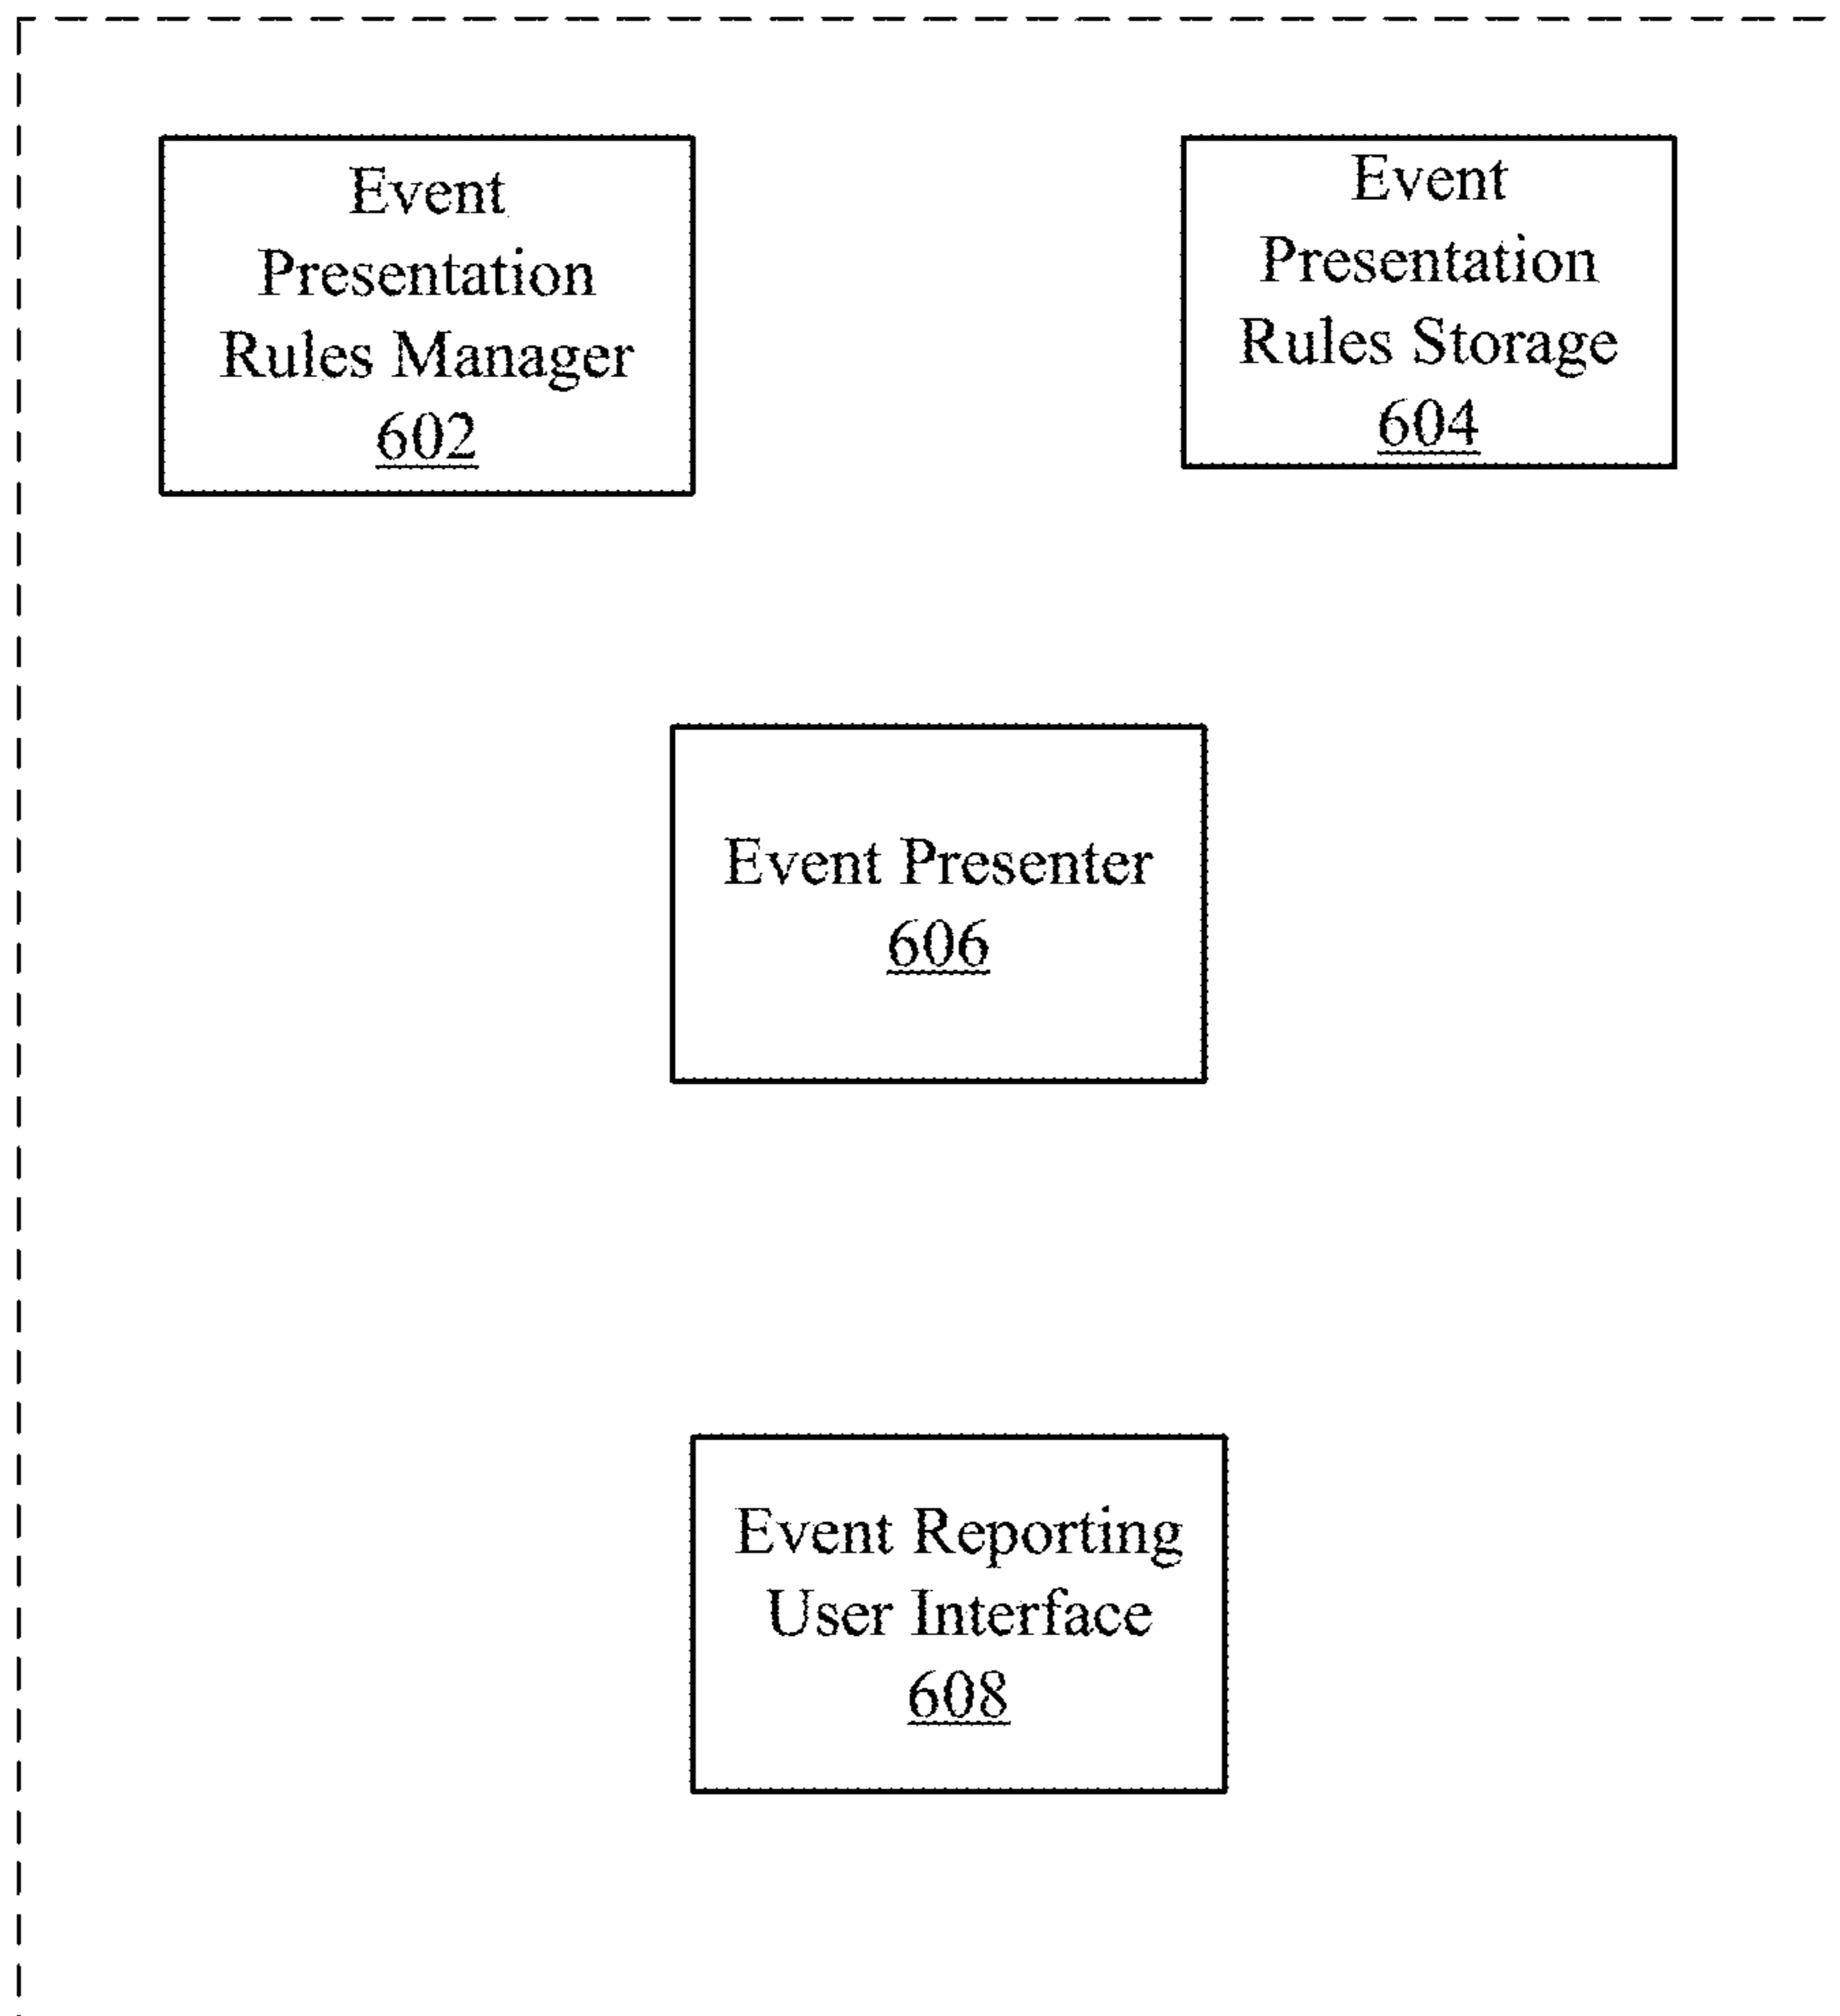 Event
Presentation
Rules Manager
602
Event
Presentation
Rules Storage
604
Event Presenter
606
Event Reporting
User Interface
608